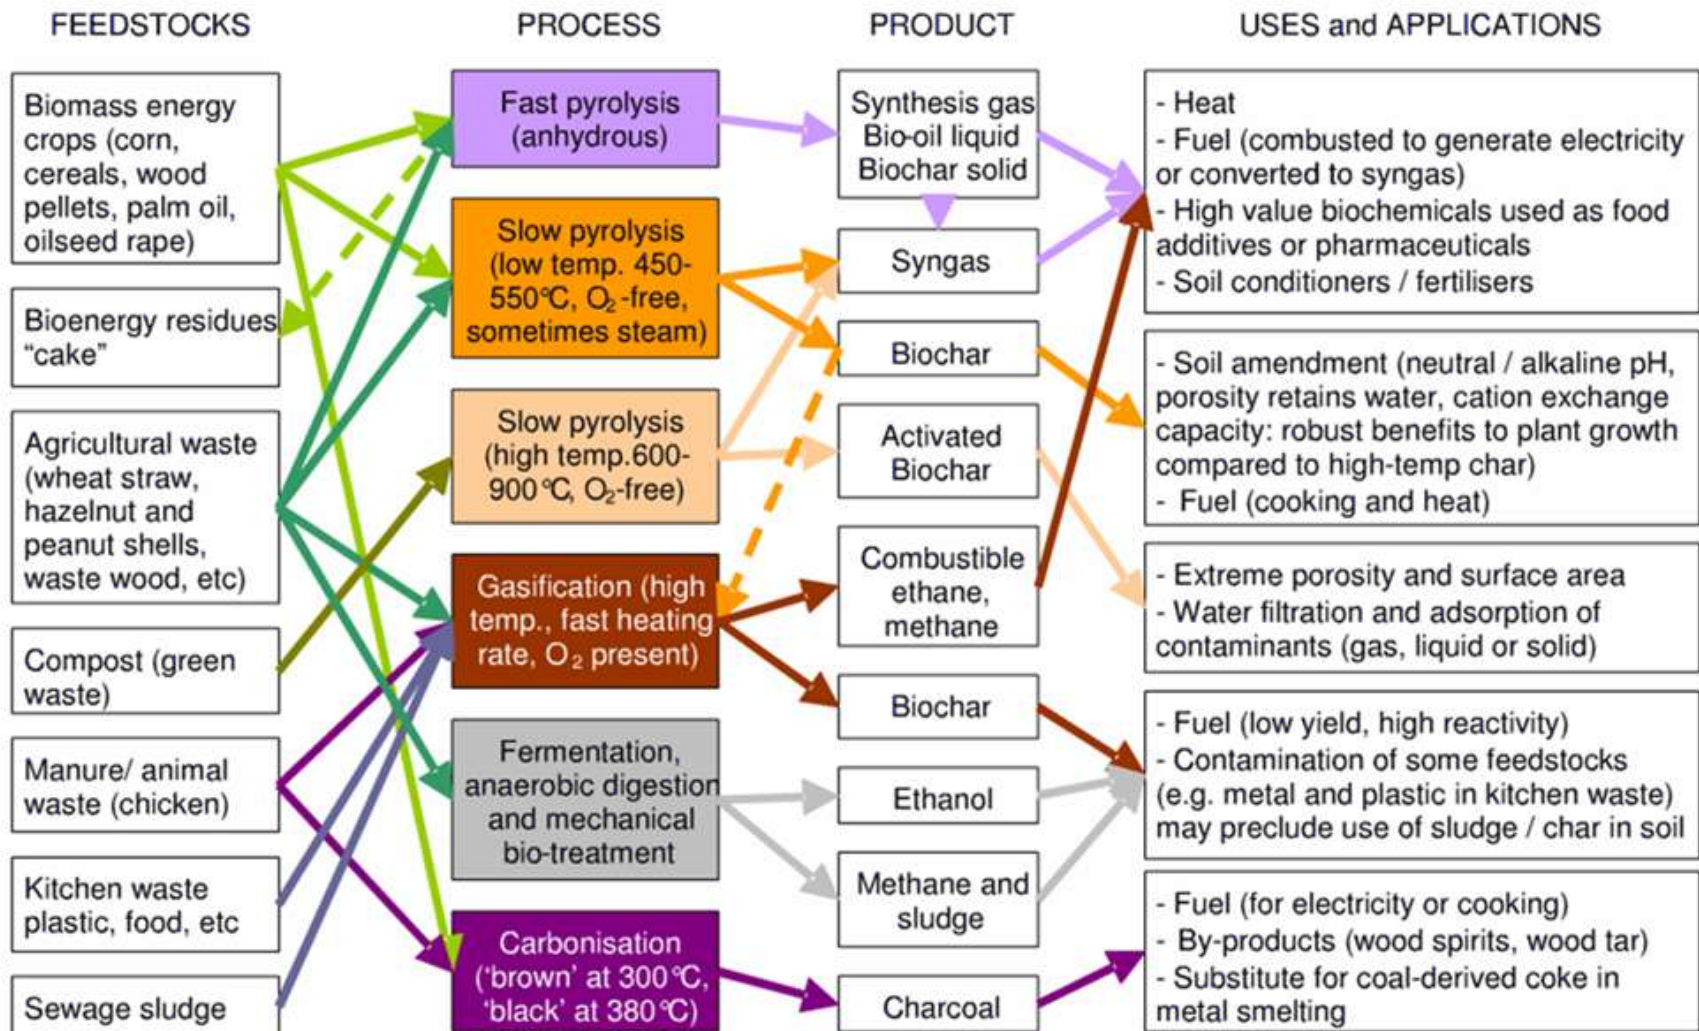 FEEDSTOCKS
PROCESS
PRODUCT
USES and APPLICATIONS
Biomass energy
crops (corn,
cereals, wood
pellets, palm oil,
oilseed rape)
Bioenergy residues
“cake”
Agricultural waste
(wheat straw,
hazelnut and
peanut shells,
waste wood, etc)
Compost (green
waste)
Manure/ animal
waste (chicken)
Kitchen waste
plastic, food, etc
Sewage sludge
Fast pyrolysis
(anhydrous)
Slow pyrolysis
(low temp. 450-
550°C, O₂-free,
sometimes steam)
Slow pyrolysis
(high temp.600-
900°C, O₂-free)
Gasification (high
temp., fast heating
rate, O₂ present)
Fermentation,
anaerobic digestion
and mechanical
bio-treatment
Carbonisation
(‘brown’ at 300°C,
‘black’ at 380°C)
Synthesis gas
Bio-oil liquid
Biochar solid
Syngas
Biochar
Activated
Biochar
Combustible
ethane,
methane
Biochar
Ethanol
Methane and
sludge
Charcoal
- Heat
- Fuel (combusted to generate electricity
or converted to syngas)
- High value biochemicals used as food
additives or pharmaceuticals
- Soil conditioners / fertilisers
- Soil amendment (neutral / alkaline pH,
porosity retains water, cation exchange
capacity: robust benefits to plant growth
compared to high-temp char)
- Fuel (cooking and heat)
- Extreme porosity and surface area
- Water filtration and adsorption of
contaminants (gas, liquid or solid)
- Fuel (low yield, high reactivity)
- Contamination of some feedstocks
(e.g. metal and plastic in kitchen waste)
may preclude use of sludge / char in soil
- Fuel (for electricity or cooking)
- By-products (wood spirits, wood tar)
- Substitute for coal-derived coke in
metal smelting